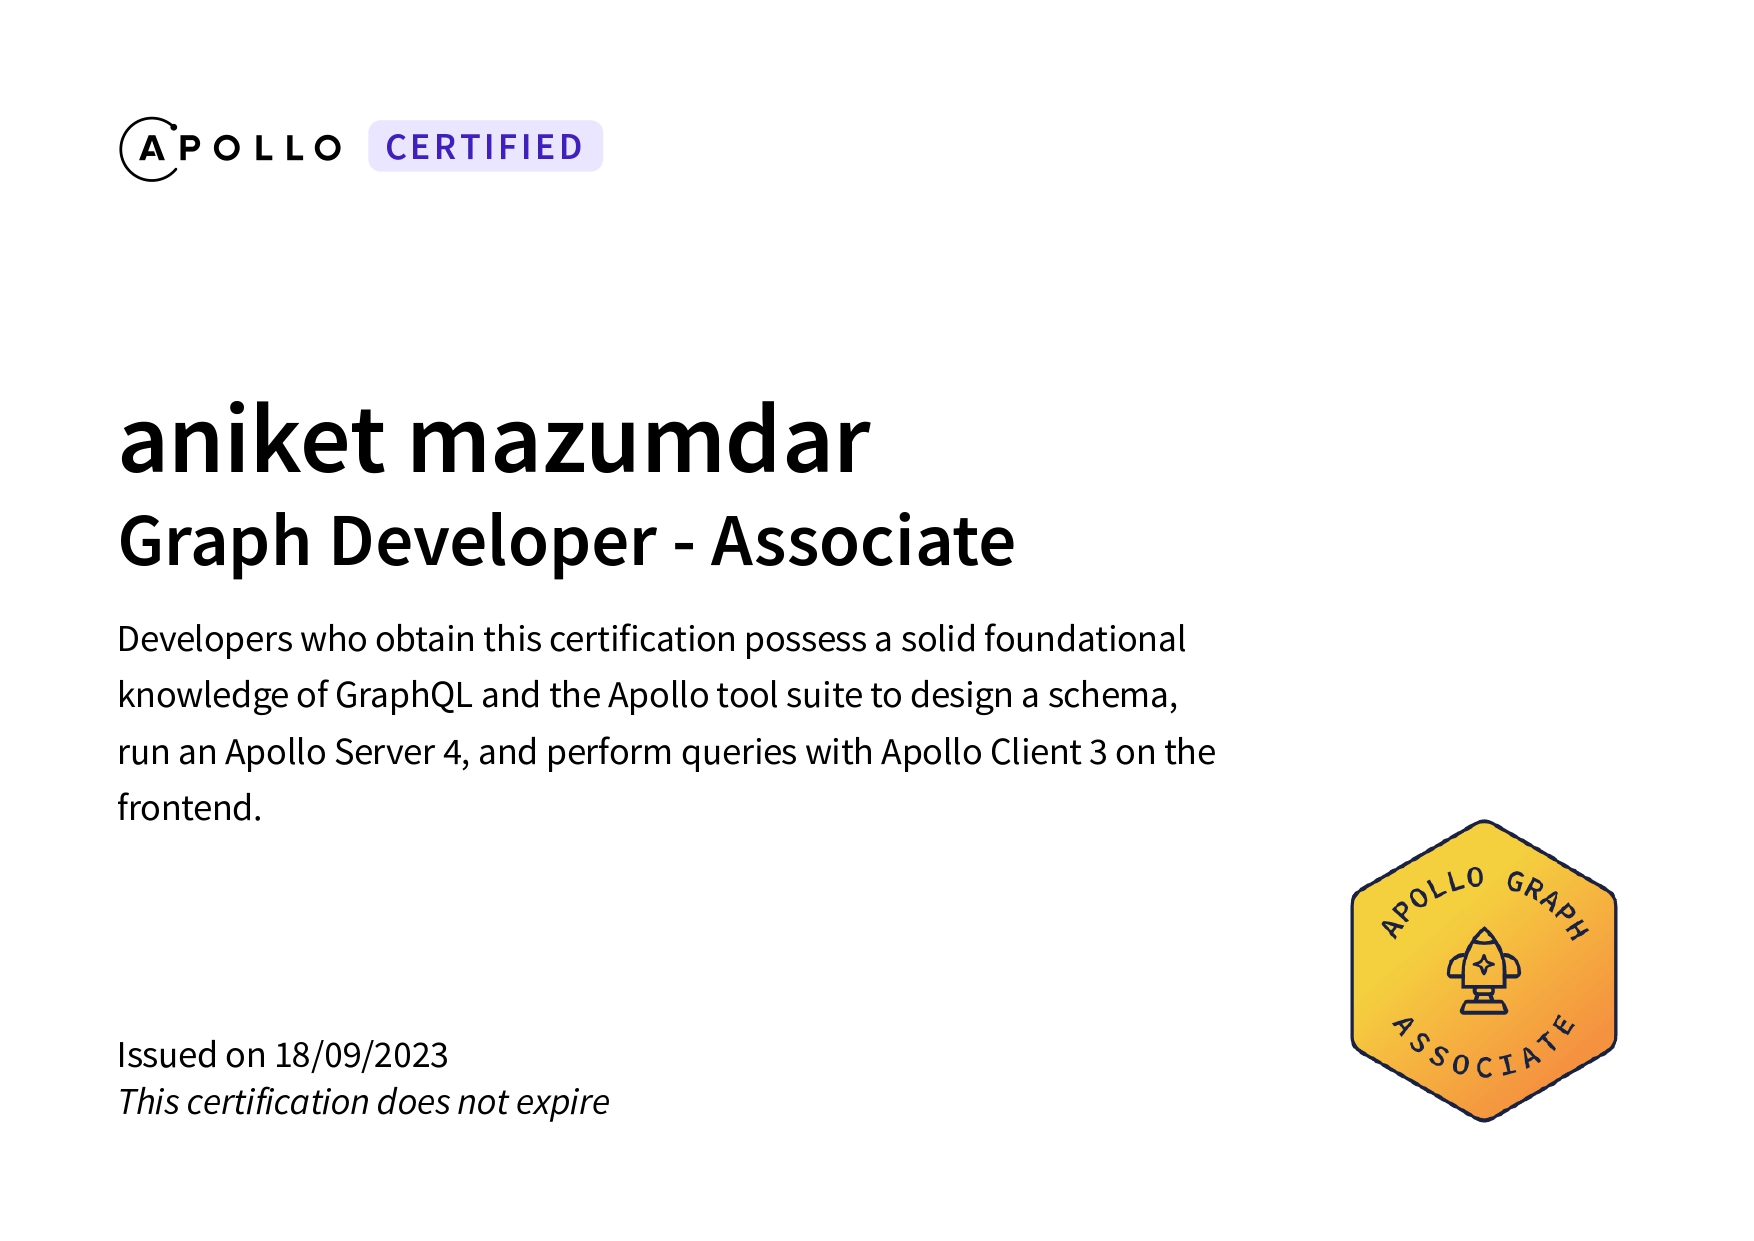 APOLLO CERTIFIED
aniket mazumdar
Graph Developer - Associate
Developers who obtain this certification possess a solid foundational
knowledge of GraphQL and the Apollo tool suite to design a schema,
run an Apollo Server 4, and perform queries with Apollo Client 3 on the
frontend.
APOLLO GRAPH
ASSOCIATE
Issued on 18/09/2023
This certification does not expire